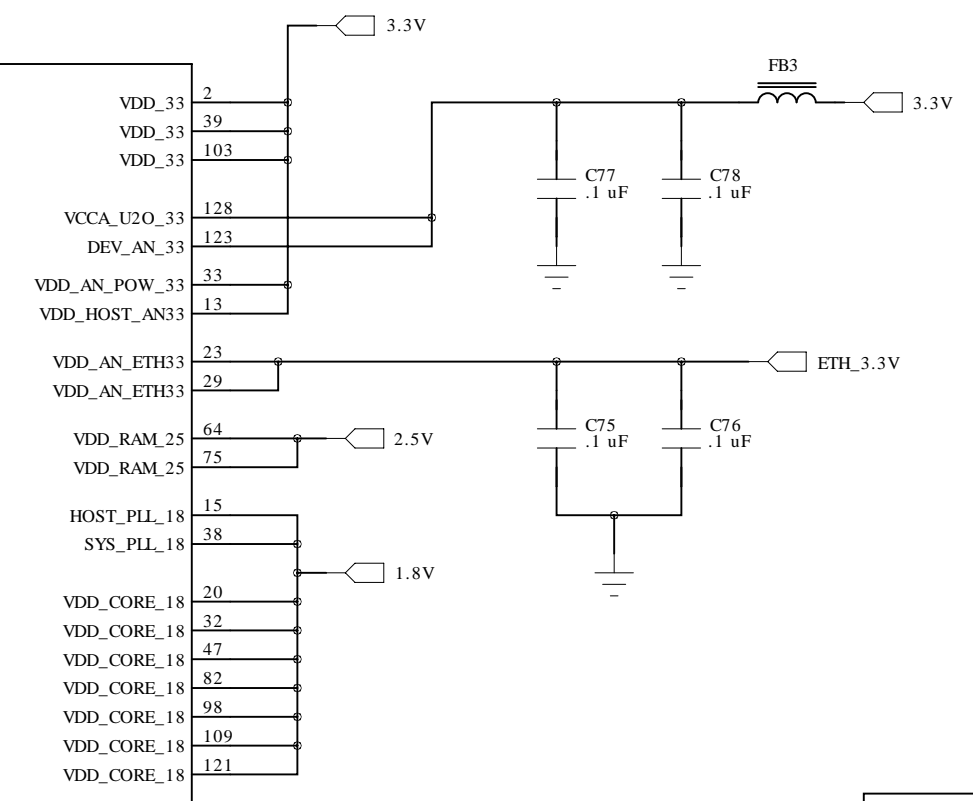 3.3V
FB3
VDD_33 2
3.3V
VDD_33 39
VDD_33 103
C77
.1 uF
C78
.1 uF
VCCA_U2O_33 128
DEV_AN_33 123
VDD_AN_POW_33 33
VDD_HOST_AN33 13
VDD_AN_ETH33 23
ETH_3.3V
VDD_AN_ETH33 29
C75
.1 uF
C76
.1 uF
VDD_RAM_25 64
2.5V
VDD_RAM_25 75
HOST_PLL_18 15
SYS_PLL_18 38
1.8V
VDD_CORE_18 20
VDD_CORE_18 32
VDD_CORE_18 47
VDD_CORE_18 82
VDD_CORE_18 98
VDD_CORE_18 109
VDD_CORE_18 121